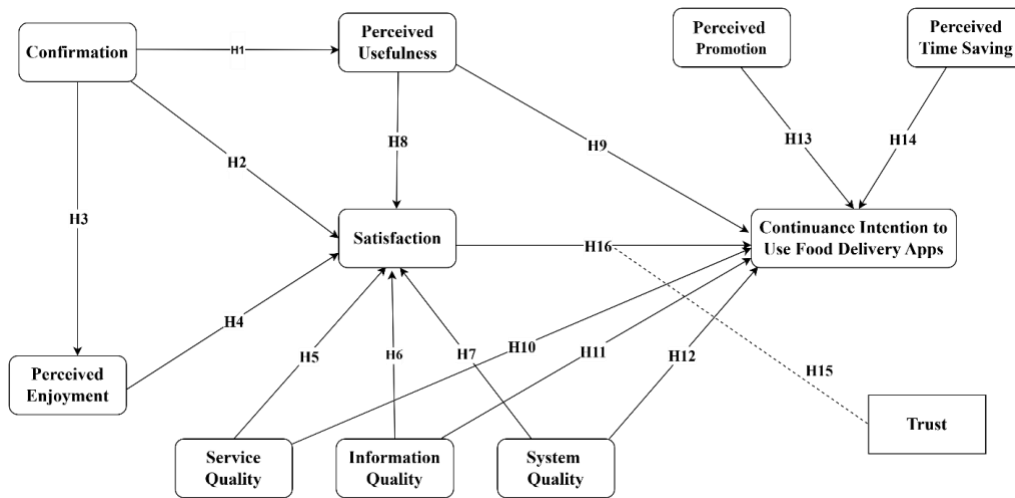 Confirmation
H1
Perceived
Usefulness
Perceived
Promotion
Perceived
Time Saving
H2
H8
H9
H13
H14
H3
Satisfaction
H16
Continuance Intention to
Use Food Delivery Apps
H4
H5
H6
H7
H10
H11
H12
H15
Perceived
Enjoyment
Trust
Service
Quality
Information
Quality
System
Quality